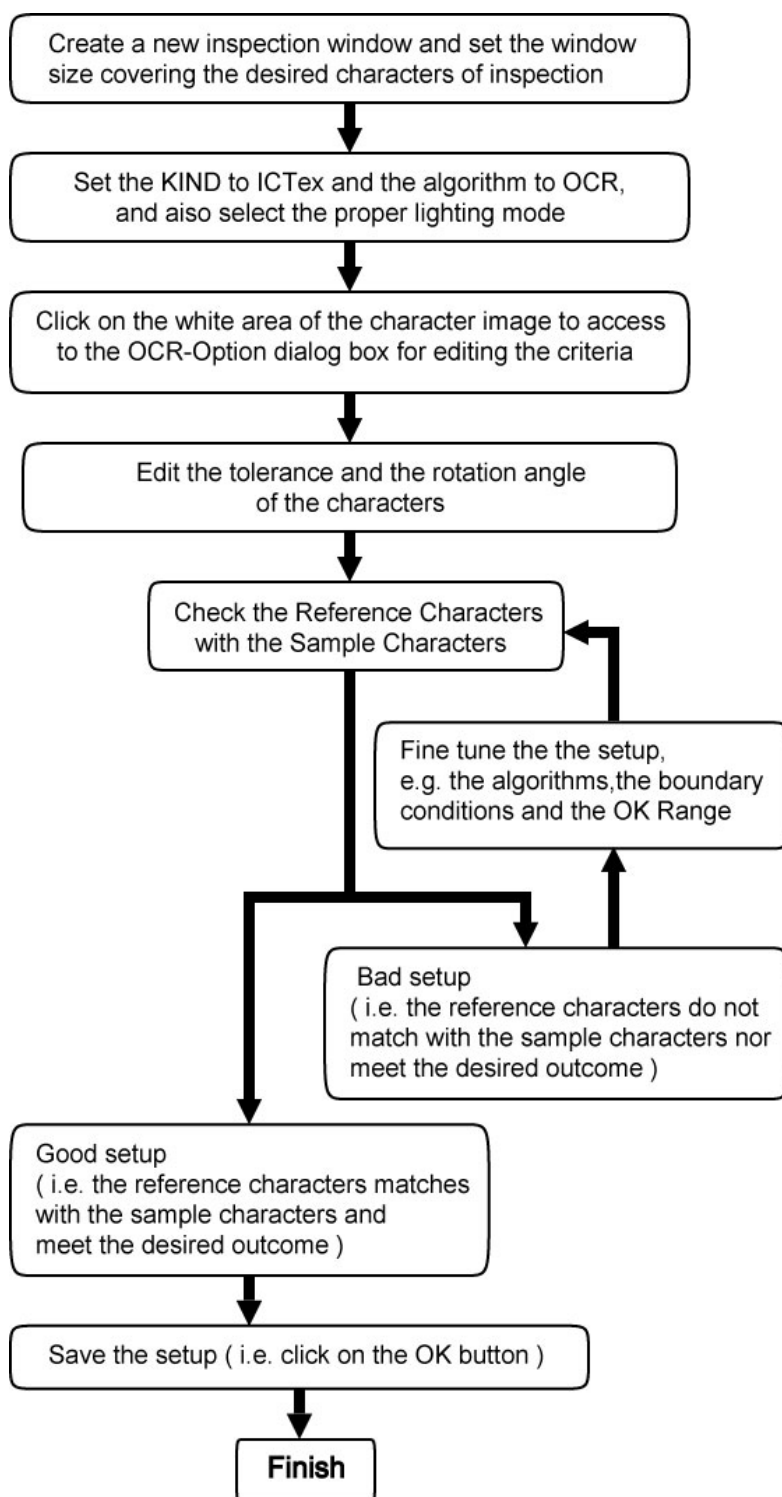 Create a new inspection window and set the window
size covering the desired characters of inspection
Set the KIND to ICTex and the algorithm to OCR,
and aiso select the proper lighting mode
Click on the white area of the character image to access
to the OCR-Option dialog box for editing the criteria
Edit the tolerance and the rotation angle
of the characters
Check the Reference Characters
with the Sample Characters
Fine tune the the setup,
e.g. the algorithms,the boundary
conditions and the OK Range
Bad setup
( i.e. the reference characters do not
match with the sample characters nor
meet the desired outcome )
Good setup
( i.e. the reference characters matches
with the sample characters and
meet the desired outcome )
Save the setup ( i.e. click on the OK button )
Finish